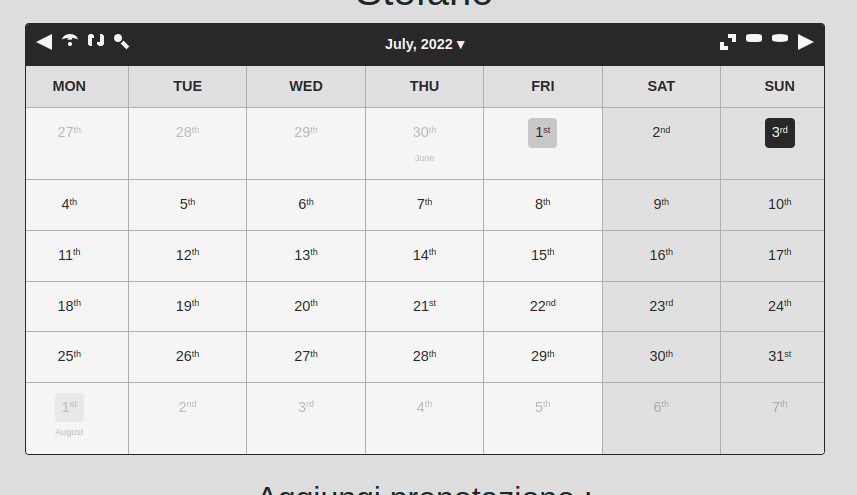 Stefano
July, 2022 ▾
MON TUE WED THU FRI SAT SUN
27th 28th 29th 30th 1st 2nd 3rd
June
4th 5th 6th 7th 8th 9th 10th
11th 12th 13th 14th 15th 16th 17th
18th 19th 20th 21st 22nd 23rd 24th
25th 26th 27th 28th 29th 30th 31st
1st 2nd 3rd 4th 5th 6th 7th
August
Aggiungi prenotazione :